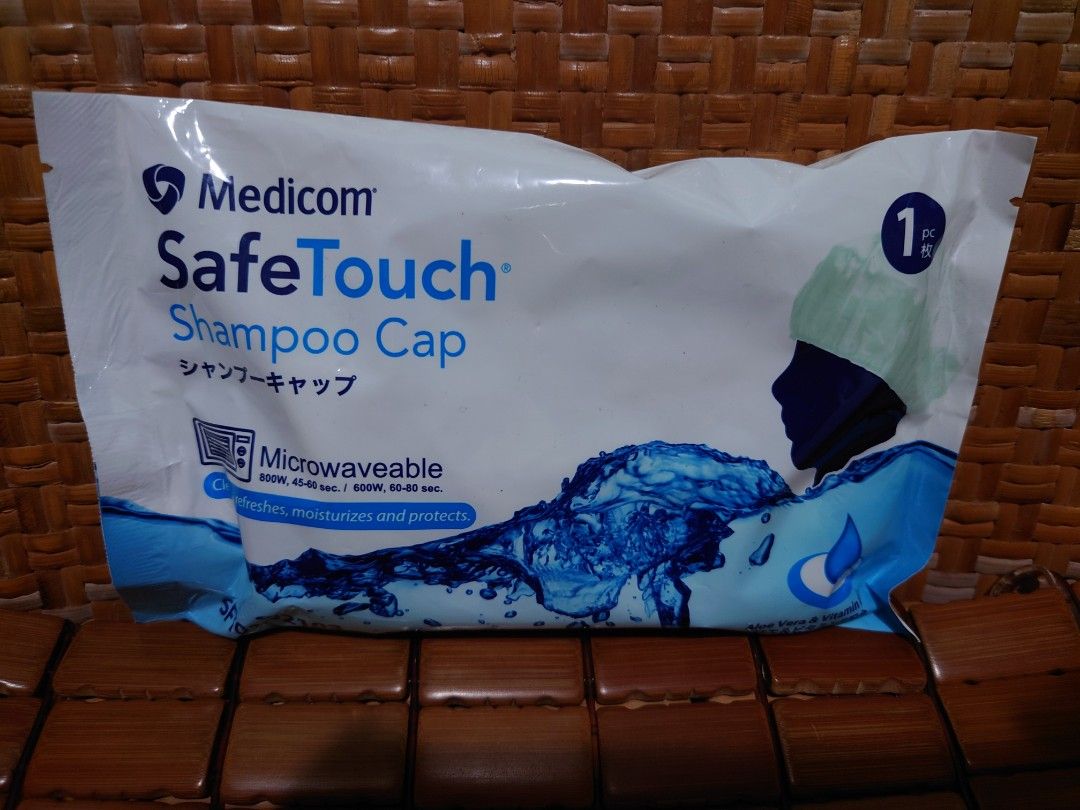 Medicom
SafeTouch®
Shampoo Cap
シャンプーキャップ
1 pc 枚
Microwaveable
800W, 45-60 sec. / 600W, 60-80 sec.
refreshes, moisturizes and protects.
Aloe Vera & Vitamin